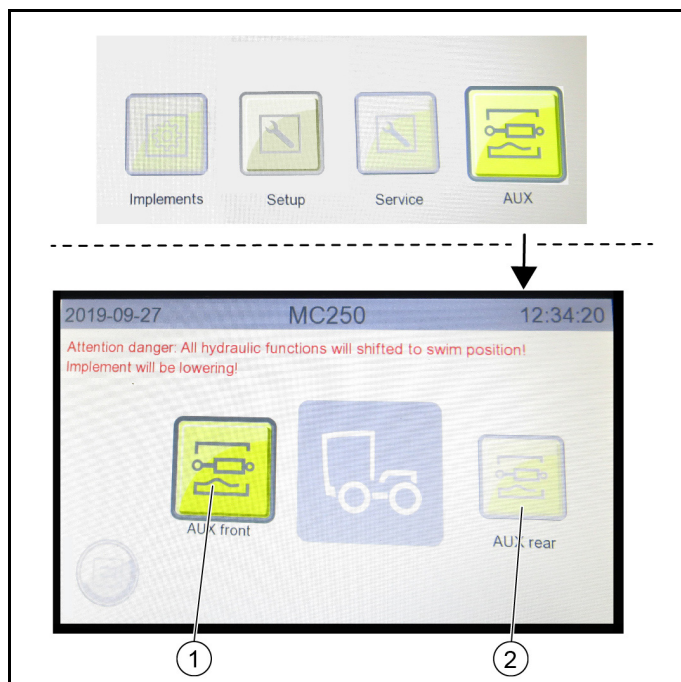 Implements
Setup
Service
AUX
2019-09-27
MC250
12:34:20
Attention danger: All hydraulic functions will shifted to swim position!
Implement will be lowering!
AUX front
AUX rear
1
2